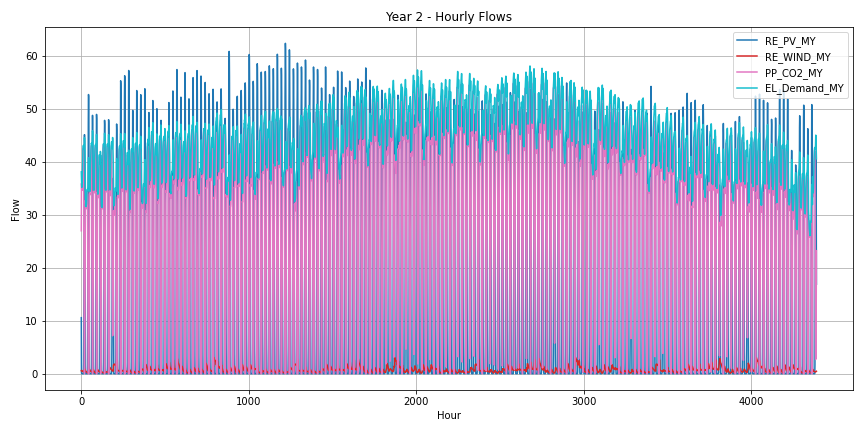 Year 2 - Hourly Flows
RE_PV_MY
RE_WIND_MY
PP_CO2_MY
EL_Demand_MY
60
50
40
30
20
10
0
Flow
0
1000
2000
3000
4000
Hour